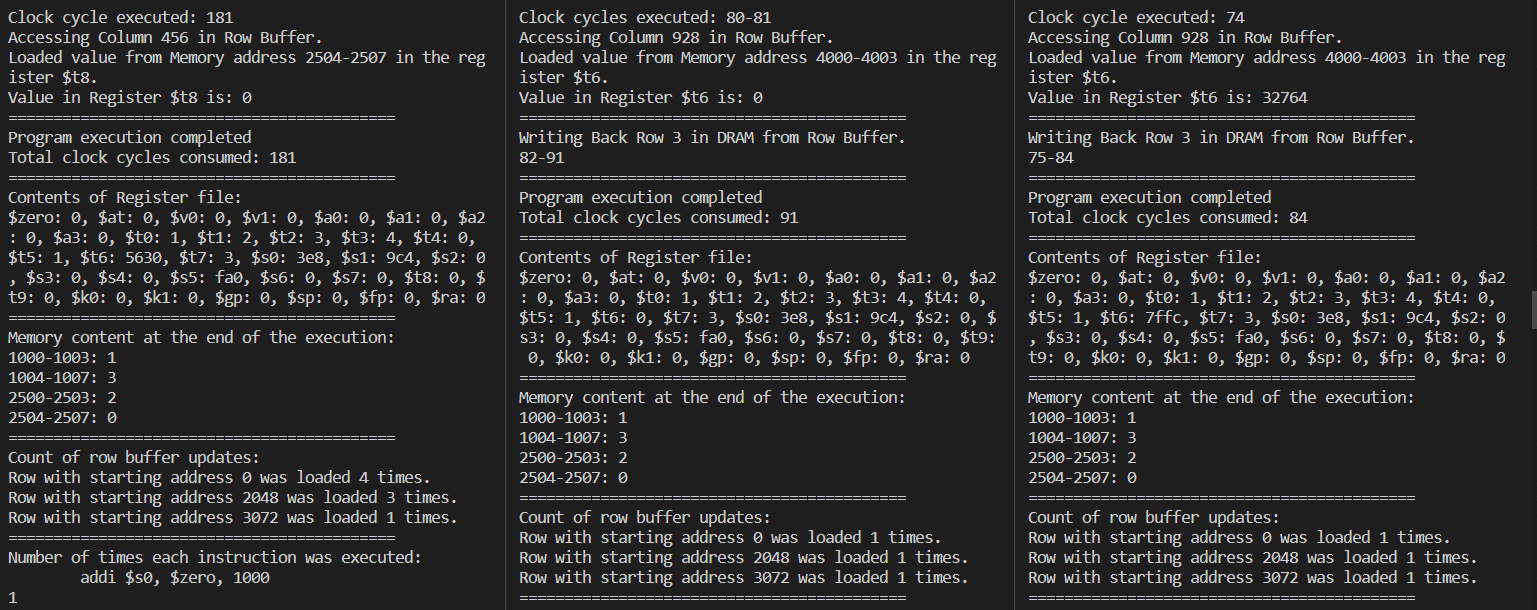 Clock cycle executed: 181
Accessing Column 456 in Row Buffer.
Loaded value from Memory address 2504-2507 in the reg
ister $t8.
Value in Register $t8 is: 0
===========================================
Program execution completed
Total clock cycles consumed: 181
===========================================
Contents of Register file:
$zero: 0, $at: 0, $v0: 0, $v1: 0, $a0: 0, $a1: 0, $a2
: 0, $a3: 0, $t0: 1, $t1: 2, $t2: 3, $t3: 4, $t4: 0,
$t5: 1, $t6: 5630, $t7: 3, $s0: 3e8, $s1: 9c4, $s2: 0
, $s3: 0, $s4: 0, $s5: fa0, $s6: 0, $s7: 0, $t8: 0, $
t9: 0, $k0: 0, $k1: 0, $gp: 0, $sp: 0, $fp: 0, $ra: 0
===========================================
Memory content at the end of the execution:
1000-1003: 1
1004-1007: 3
2500-2503: 2
2504-2507: 0
===========================================
Count of row buffer updates:
Row with starting address 0 was loaded 4 times.
Row with starting address 2048 was loaded 3 times.
Row with starting address 3072 was loaded 1 times.
===========================================
Number of times each instruction was executed:
addi $s0, $zero, 1000
1
Clock cycles executed: 80-81
Accessing Column 928 in Row Buffer.
Loaded value from Memory address 4000-4003 in the reg
ister $t6.
Value in Register $t6 is: 0
===========================================
Writing Back Row 3 in DRAM from Row Buffer.
82-91
===========================================
Program execution completed
Total clock cycles consumed: 91
===========================================
Contents of Register file:
$zero: 0, $at: 0, $v0: 0, $v1: 0, $a0: 0, $a1: 0, $a2
: 0, $a3: 0, $t0: 1, $t1: 2, $t2: 3, $t3: 4, $t4: 0,
$t5: 1, $t6: 0, $t7: 3, $s0: 3e8, $s1: 9c4, $s2: 0, $
s3: 0, $s4: 0, $s5: fa0, $s6: 0, $s7: 0, $t8: 0, $t9:
0, $k0: 0, $k1: 0, $gp: 0, $sp: 0, $fp: 0, $ra: 0
===========================================
Memory content at the end of the execution:
1000-1003: 1
1004-1007: 3
2500-2503: 2
2504-2507: 0
===========================================
Count of row buffer updates:
Row with starting address 0 was loaded 1 times.
Row with starting address 2048 was loaded 1 times.
Row with starting address 3072 was loaded 1 times.
===========================================
Clock cycle executed: 74
Accessing Column 928 in Row Buffer.
Loaded value from Memory address 4000-4003 in the reg
ister $t6.
Value in Register $t6 is: 32764
===========================================
Writing Back Row 3 in DRAM from Row Buffer.
75-84
===========================================
Program execution completed
Total clock cycles consumed: 84
===========================================
Contents of Register file:
$zero: 0, $at: 0, $v0: 0, $v1: 0, $a0: 0, $a1: 0, $a2
: 0, $a3: 0, $t0: 1, $t1: 2, $t2: 3, $t3: 4, $t4: 0,
$t5: 1, $t6: 7ffc, $t7: 3, $s0: 3e8, $s1: 9c4, $s2: 0
, $s3: 0, $s4: 0, $s5: fa0, $s6: 0, $s7: 0, $t8: 0, $
t9: 0, $k0: 0, $k1: 0, $gp: 0, $sp: 0, $fp: 0, $ra: 0
===========================================
Memory content at the end of the execution:
1000-1003: 1
1004-1007: 3
2500-2503: 2
2504-2507: 0
===========================================
Count of row buffer updates:
Row with starting address 0 was loaded 1 times.
Row with starting address 2048 was loaded 1 times.
Row with starting address 3072 was loaded 1 times.
===========================================